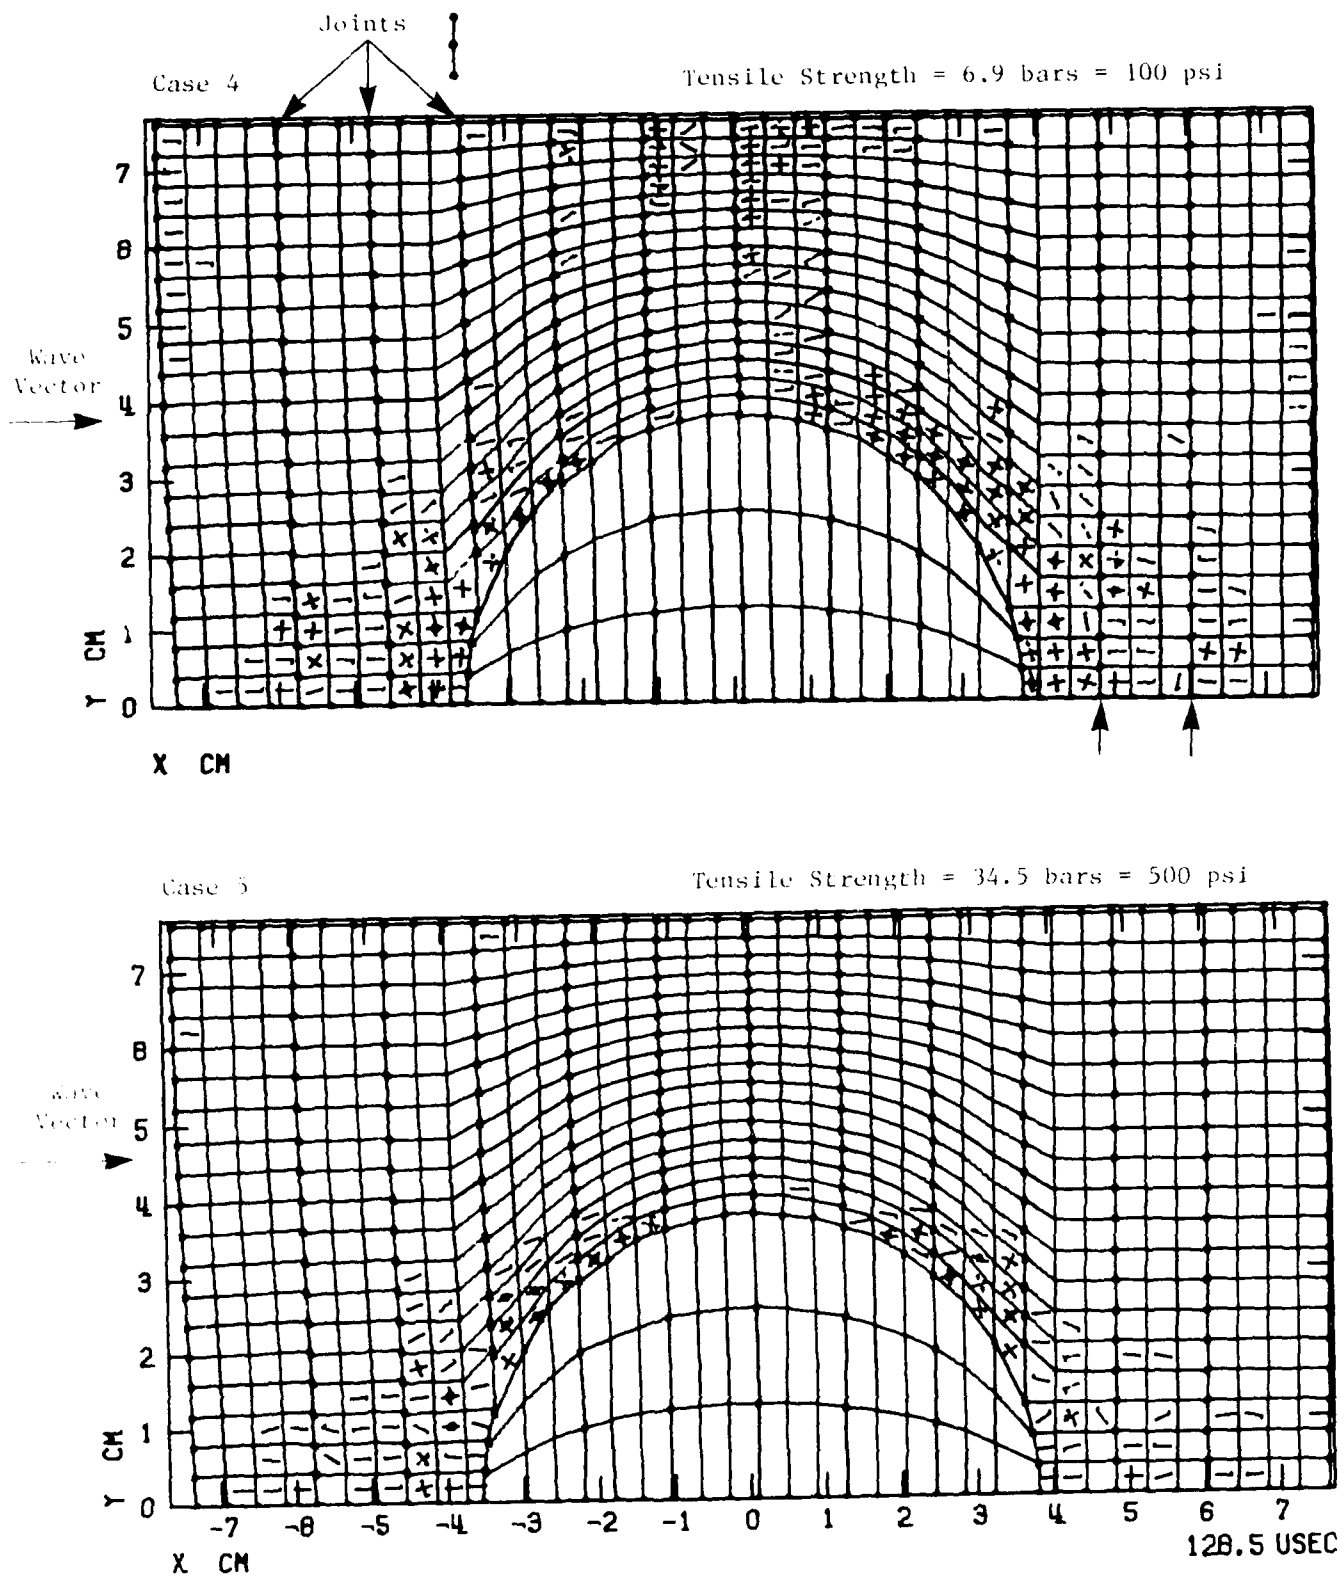 Joints
Case 4
Tensile Strength = 6.9 bars = 100 psi
7
6
5
Wave
Vector
4
3
2
1
0
Y CM
X CM
Case 5
Tensile Strength = 34.5 bars = 500 psi
7
6
Wave
Vector
5
4
3
2
1
0
Y CM
-7 -6 -5 -4 -3 -2 -1 0 1 2 3 4 5 6 7
128.5 USEC
X CM